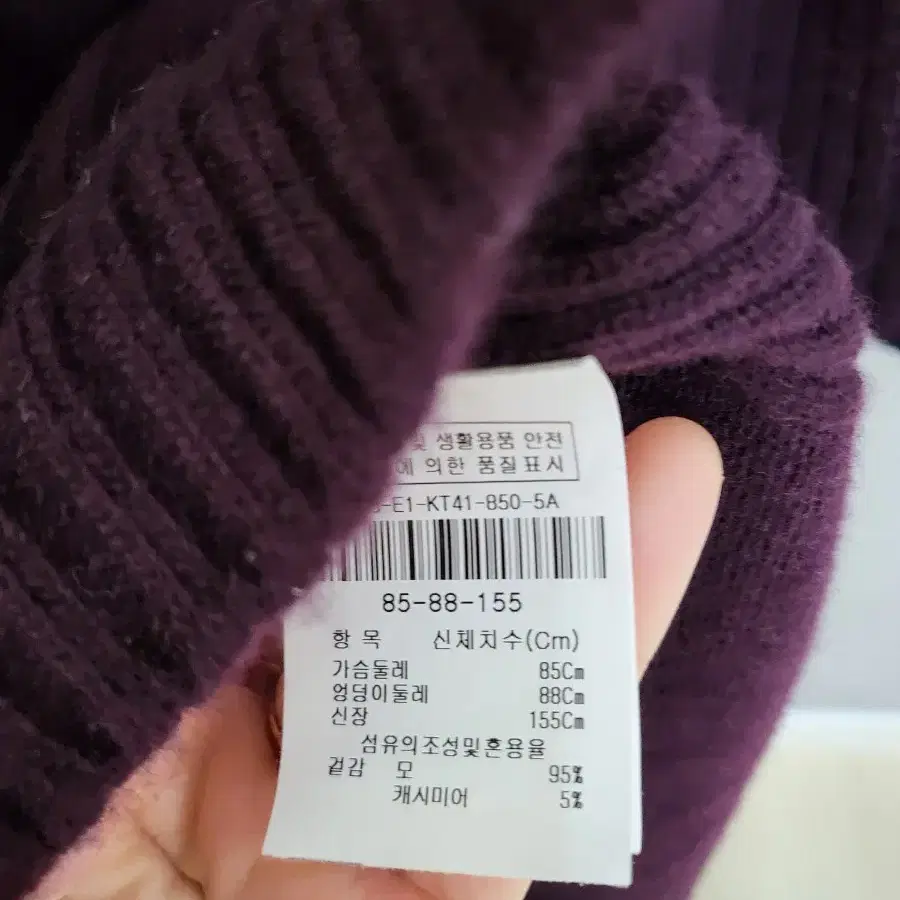 및 생활용품 안전
에 의한 품질표시
-E1-KT41-850-5A
85-88-155
항 목 신체치수(Cm)
가슴둘레 85Cm
엉덩이둘레 88Cm
신장 155Cm
섬유의조성및혼용율
겉감 모 95%
캐시미어 5%